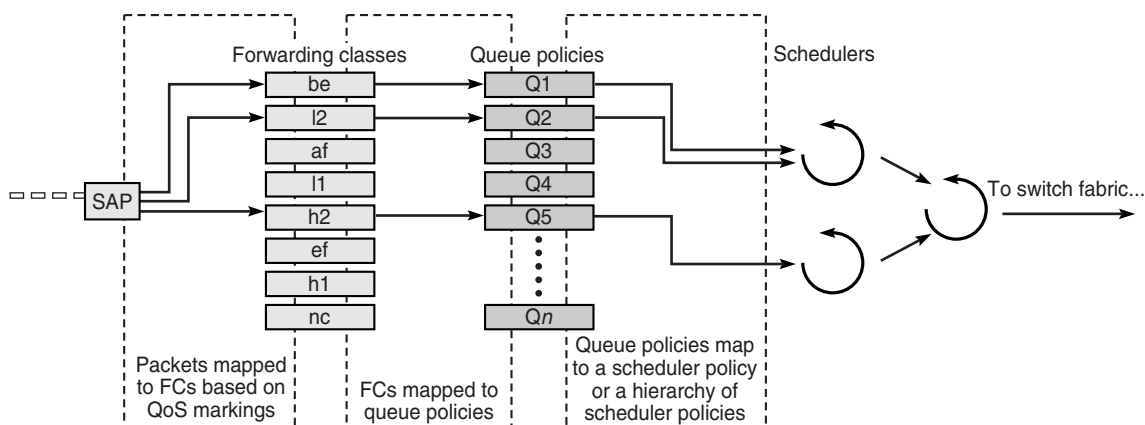 Forwarding classes
Queue policies
Schedulers
be
l2
af
l1
h2
ef
h1
nc
Q1
Q2
Q3
Q4
Q5
Qn
SAP
To switch fabric...
Packets mapped
to FCs based on
QoS markings
FCs mapped to
queue policies
Queue policies map
to a scheduler policy
or a hierarchy of
scheduler policies